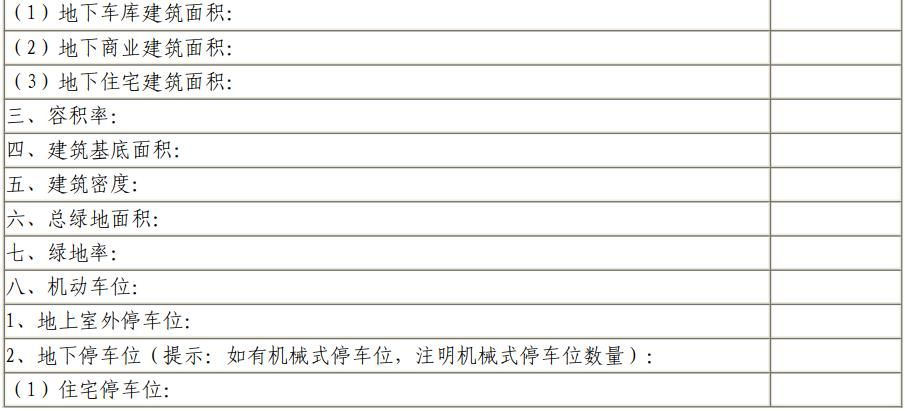 （1）地下车库建筑面积：
（2）地下商业建筑面积：
（3）地下住宅建筑面积：
三、容积率：
四、建筑基底面积：
五、建筑密度：
六、总绿地面积：
七、绿地率：
八、机动车位：
1、地上室外停车位：
2、地下停车位（提示：如有机械式停车位，注明机械式停车位数量）：
（1）住宅停车位：